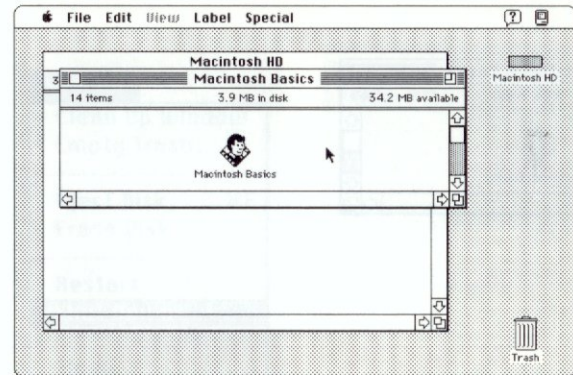 File Edit View Label Special
Macintosh HD
3
Macintosh Basics
14 items 3.9 MB in disk 34.2 MB available
Macintosh Basics
Macintosh HD
Trash